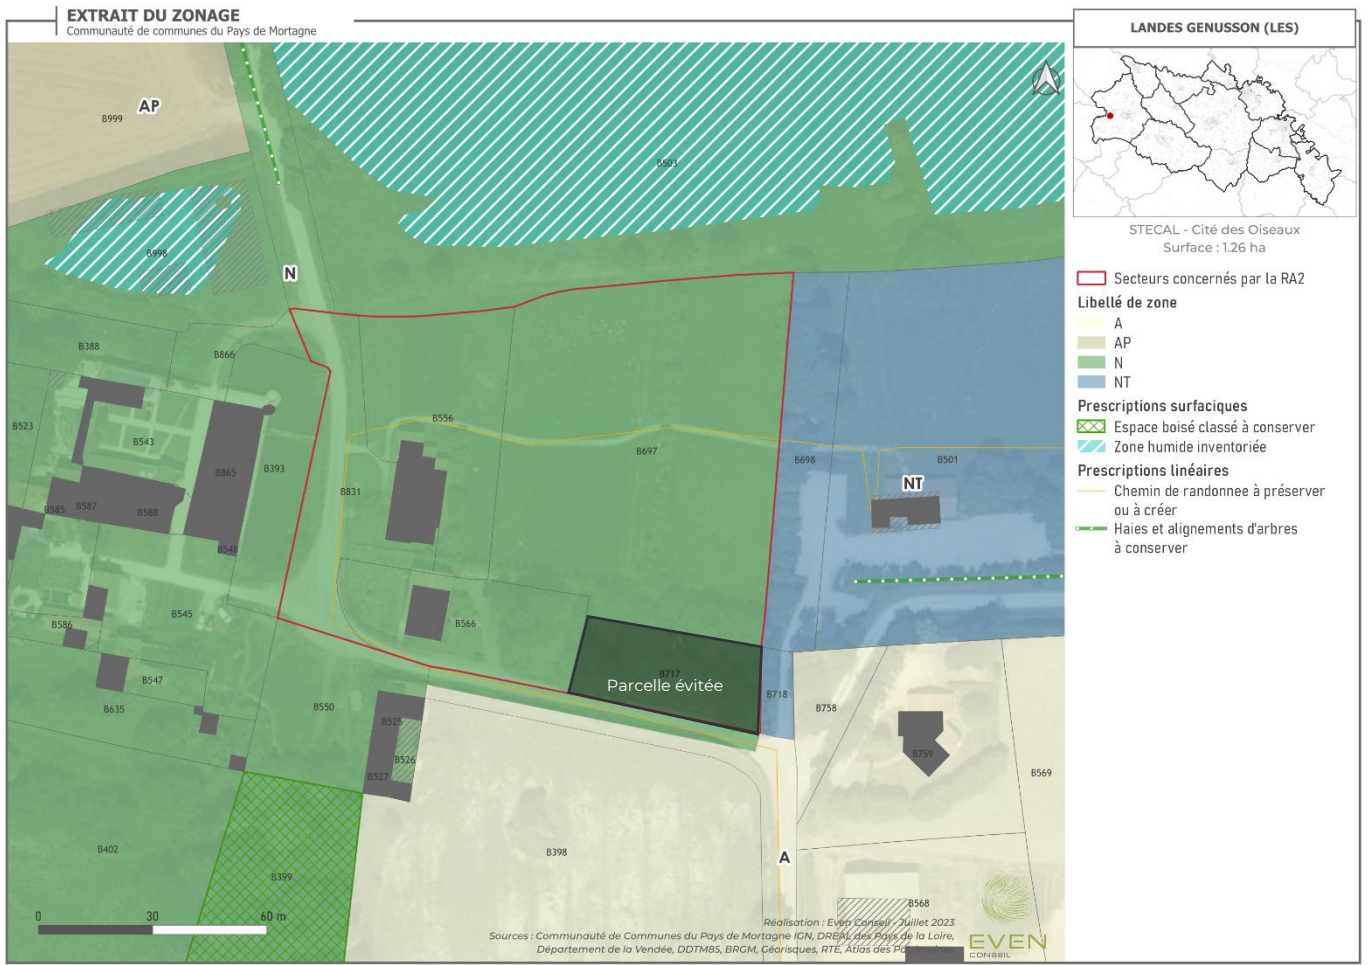 EXTRAIT DU ZONAGE
Communauté de communes du Pays de Mortagne
LANDES GENUSSON (LES)
STECAL - Cité des Oiseaux
Surface : 1.26 ha
Secteurs concernés par la RA2
Libellé de zone
A
AP
N
NT
Prescriptions surfaciques
Espace boisé classé à conserver
Zone humide inventoriée
Prescriptions linéaires
Chemin de randonnee à préserver
ou à créer
Haies et alignements d'arbres
à conserver
AP
B999
B503
B998
N
B388
B866
B556
B523
B543
B697
B698
B501
B865
B393
NT
B831
B585
B587
B588
B548
B545
B566
B586
B717
Parcelle évitée
B547
B718
B635
B550
B758
B525
B526
B527
B759
B569
B402
B398
A
B399
B568
0 30 60 m
Réalisation : Even Conseil - Juillet 2023
Sources : Communauté de Communes du Pays de Mortagne IGN, DREAL des Pays de la Loire,
Département de la Vendée, DDTM85, BRGM, Géorisques, RTE, Atlas des Patrimoines,
EVEN
CONSEIL